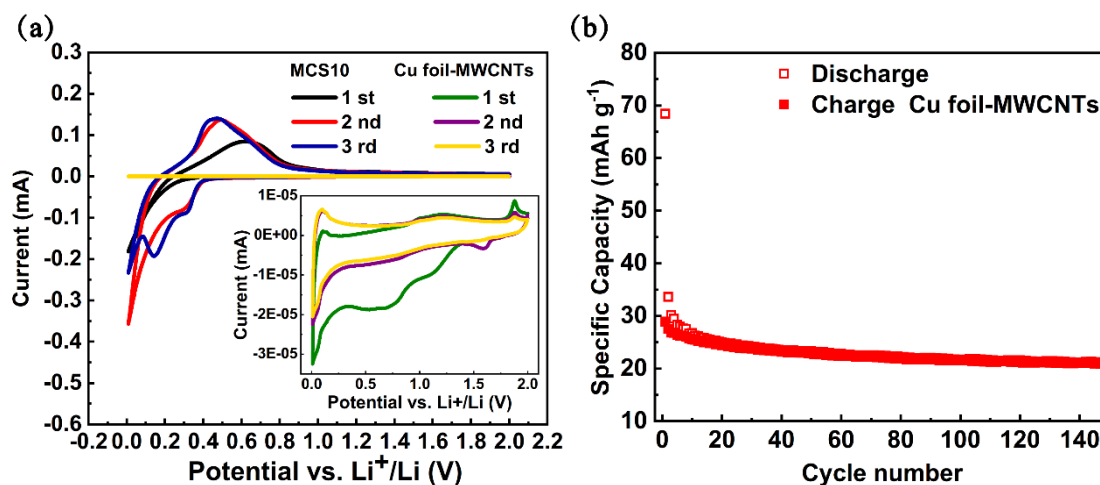 (a)
0.3
0.2
0.1
0.0
-0.1
-0.2
-0.3
-0.4
-0.5
-0.6
Current (mA)
MCS10 Cu foil-MWCNTs
1 st 1 st
2 nd 2 nd
3 rd 3 rd
1E-05
0E+00
-1E-05
-2E-05
-3E-05
Current (mA)
0.0 0.5 1.0 1.5 2.0
Potential vs. Li+/Li (V)
-0.2 0.0 0.2 0.4 0.6 0.8 1.0 1.2 1.4 1.6 1.8 2.0 2.2
Potential vs. Li⁺/Li (V)
(b)
80
70
60
50
40
30
20
10
Specific Capacity (mAh g⁻¹)
Discharge
Charge Cu foil-MWCNTs
0 20 40 60 80 100 120 140
Cycle number